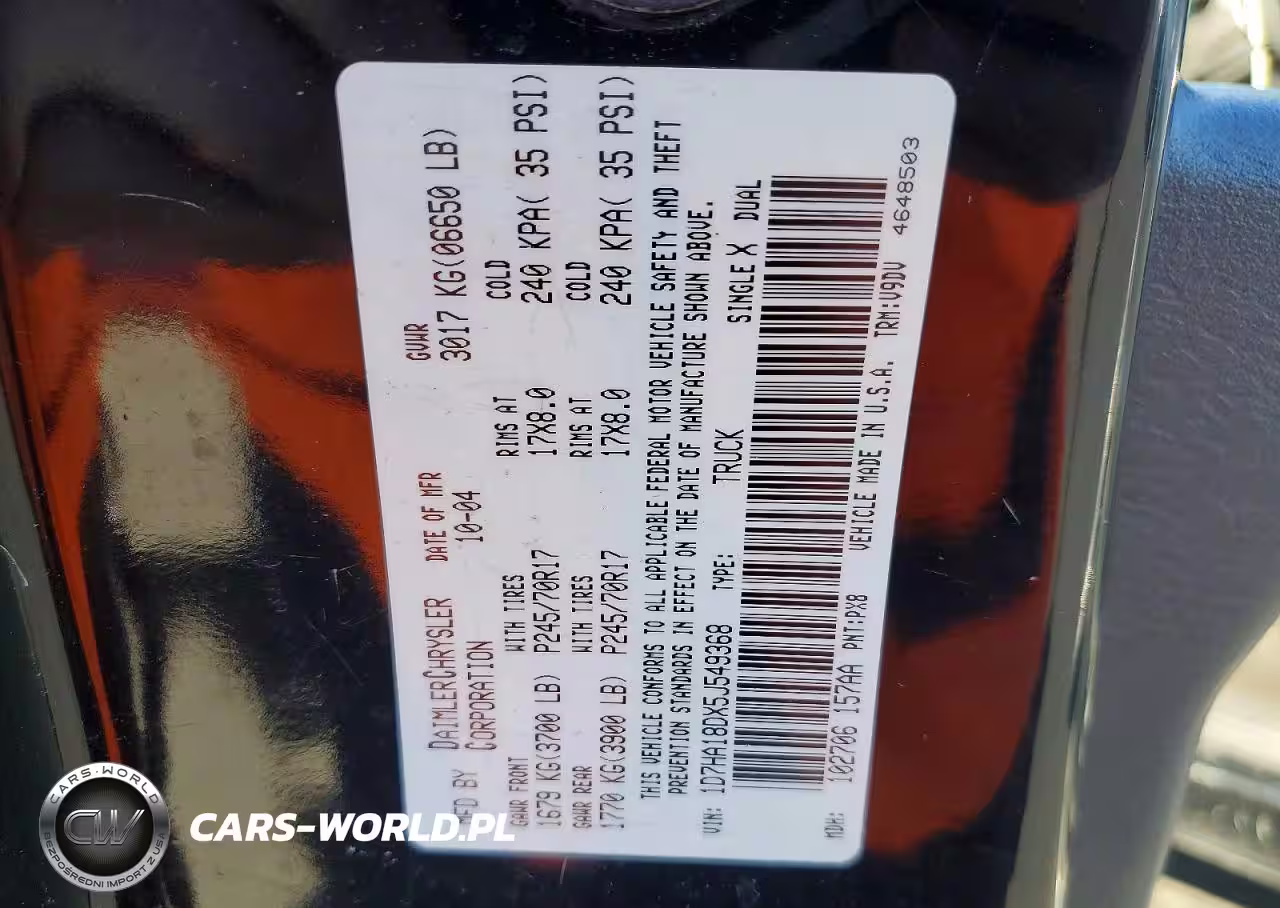 MFD BY DAIMLERCHRYSLER CORPORATION DATE OF MFR 10-04 GVWR 3017 KG(06650 LB)
GAWR FRONT WITH TIRES RIMS AT COLD
1679 KG(3700 LB) P245/70R17 17X8.0 240 KPA( 35 PSI)
GAWR REAR WITH TIRES RIMS AT COLD
1770 KG(3900 LB) P245/70R17 17X8.0 240 KPA( 35 PSI)
THIS VEHICLE CONFORMS TO ALL APPLICABLE FEDERAL MOTOR VEHICLE SAFETY AND THEFT
PREVENTION STANDARDS IN EFFECT ON THE DATE OF MANUFACTURE SHOWN ABOVE.
VIN: 1D7HA18DX5J549368 TYPE: TRUCK SINGLE X DUAL
MDH: 102706 157AA PNT:PX8 VEHICLE MADE IN U.S.A. TRM:V9DV 4648503
CARS-WORLD
CW
BEZPOŚREDNI IMPORT Z USA
CARS-WORLD.PL